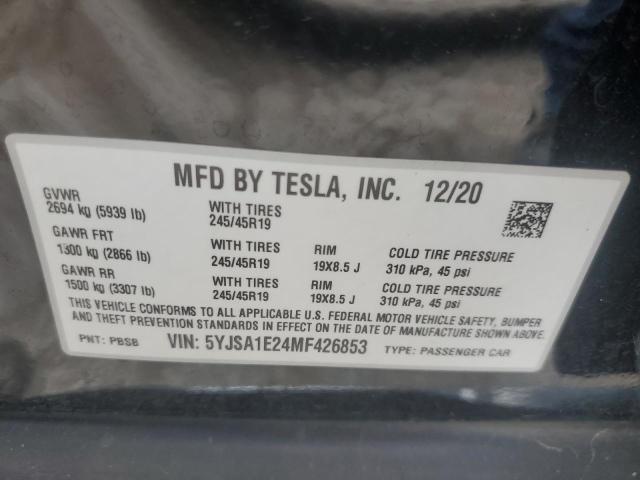 MFD BY TESLA, INC. 12/20
GVWR
2694 kg (5939 lb) WITH TIRES 245/45R19
GAWR FRT
1300 kg (2866 lb) WITH TIRES 245/45R19 RIM 19X8.5 J COLD TIRE PRESSURE 310 kPa, 45 psi
GAWR RR
1500 kg (3307 lb) WITH TIRES 245/45R19 RIM 19X8.5 J COLD TIRE PRESSURE 310 kPa, 45 psi
THIS VEHICLE CONFORMS TO ALL APPLICABLE U.S. FEDERAL MOTOR VEHICLE SAFETY, BUMPER
AND THEFT PREVENTION STANDARDS IN EFFECT ON THE DATE OF MANUFACTURE SHOWN ABOVE.
PNT: PBSB VIN: 5YJSA1E24MF426853 TYPE: PASSENGER CAR